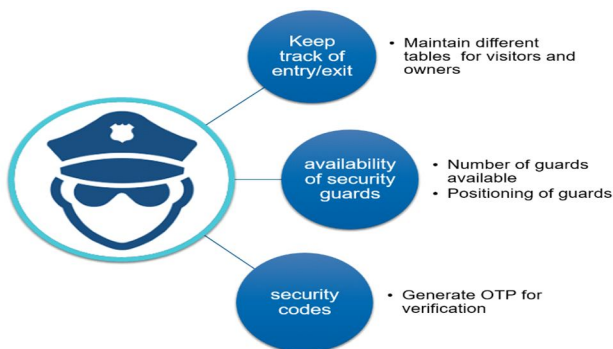 Keep
track of
entry/exit
• Maintain different
tables for visitors and
owners
availability
of security
guards
• Number of guards
available
• Positioning of guards
security
codes
• Generate OTP for
verification